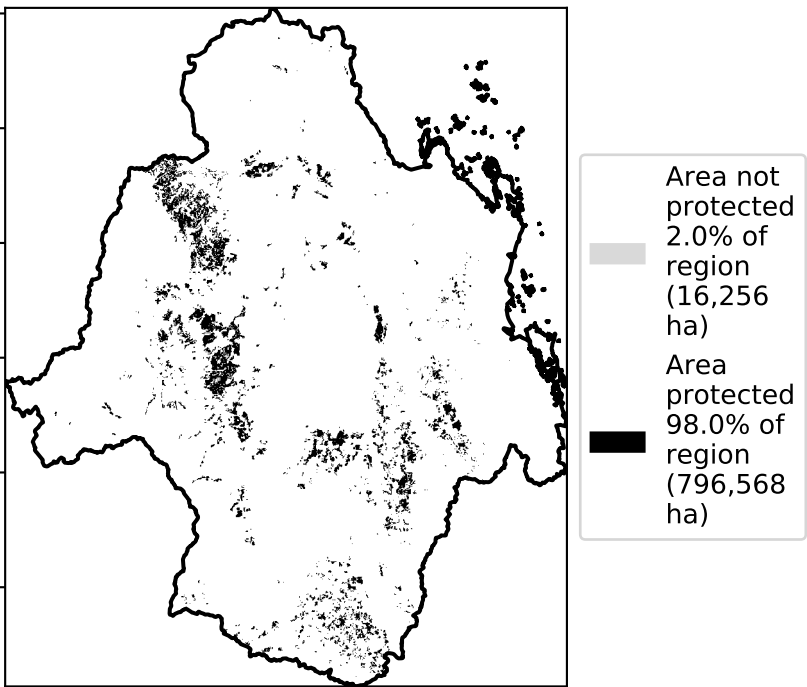 Area not
protected
2.0% of
region
(16,256
ha)
Area
protected
98.0% of
region
(796,568
ha)